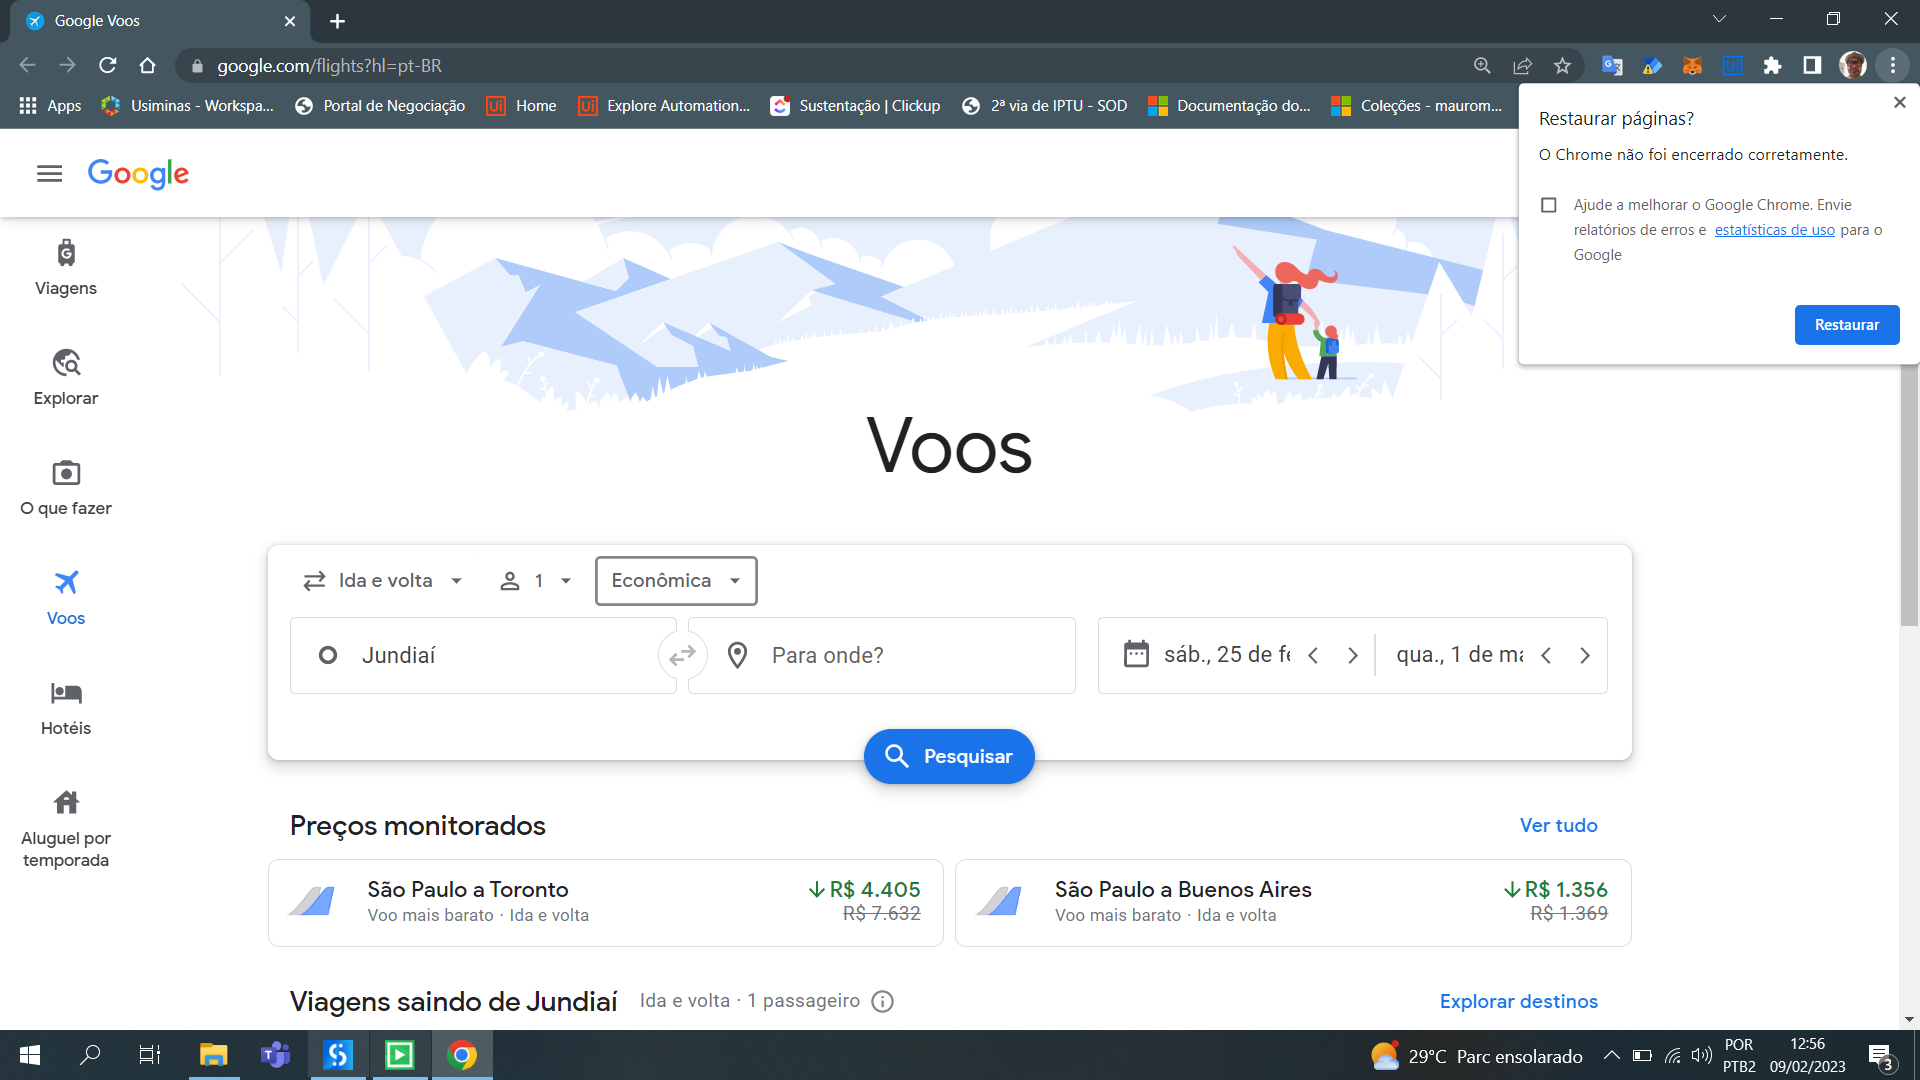 Google Voos
google.com/flights?hl=pt-BR
Apps
Usiminas - Workspa...
Portal de Negociação
Home
Explore Automation...
Sustentação | Clickup
2ª via de IPTU - SOD
Documentação do...
Coleções - maurom...
Restaurar páginas?
O Chrome não foi encerrado corretamente.
Ajude a melhorar o Google Chrome. Envie
relatórios de erros e estatísticas de uso para o
Google
Restaurar
Google
Viagens
Explorar
O que fazer
Voos
Hotéis
Aluguel por
temporada
Voos
Ida e volta
1
Econômica
Jundiaí
Para onde?
sáb., 25 de fe
qua., 1 de ma
Pesquisar
Preços monitorados
Ver tudo
São Paulo a Toronto
R$ 4.405
Voo mais barato · Ida e volta
R$ 7.632
São Paulo a Buenos Aires
R$ 1.356
Voo mais barato · Ida e volta
R$ 1.369
Viagens saindo de Jundiaí
Ida e volta · 1 passageiro
Explorar destinos
29°C Parc ensolarado
POR
PTB2
12:56
09/02/2023
3